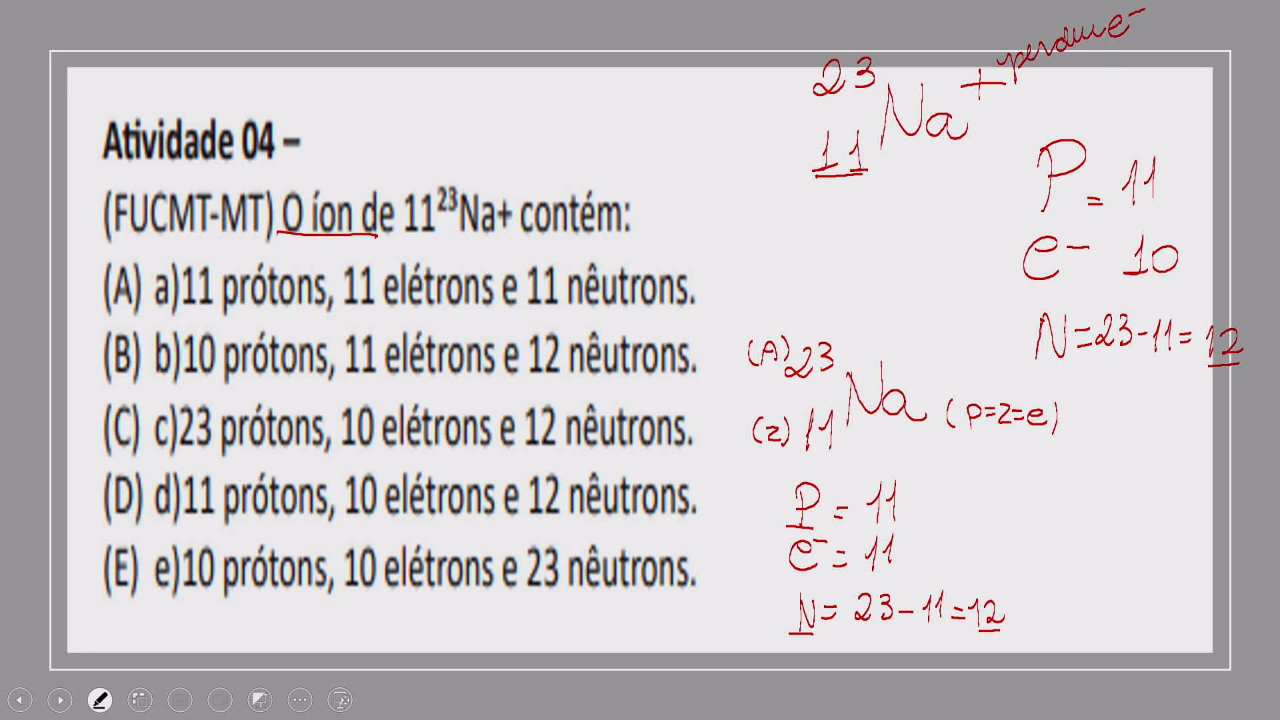 Atividade 04 –
(FUCMT-MT) O íon de 11²³Na+ contém:
(A) a)11 prótons, 11 elétrons e 11 nêutrons.
(B) b)10 prótons, 11 elétrons e 12 nêutrons.
(C) c)23 prótons, 10 elétrons e 12 nêutrons.
(D) d)11 prótons, 10 elétrons e 12 nêutrons.
(E) e)10 prótons, 10 elétrons e 23 nêutrons.
23
11 Na + perdeu e⁻
P = 11
e⁻ 10
N = 23 - 11 = 12
(A) 23
(z) 11 Na (P=z=e)
P = 11
e⁻ = 11
N = 23 - 11 = 12